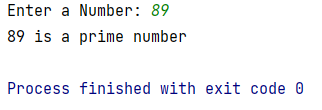 Enter a Number: 89
89 is a prime number
Process finished with exit code 0